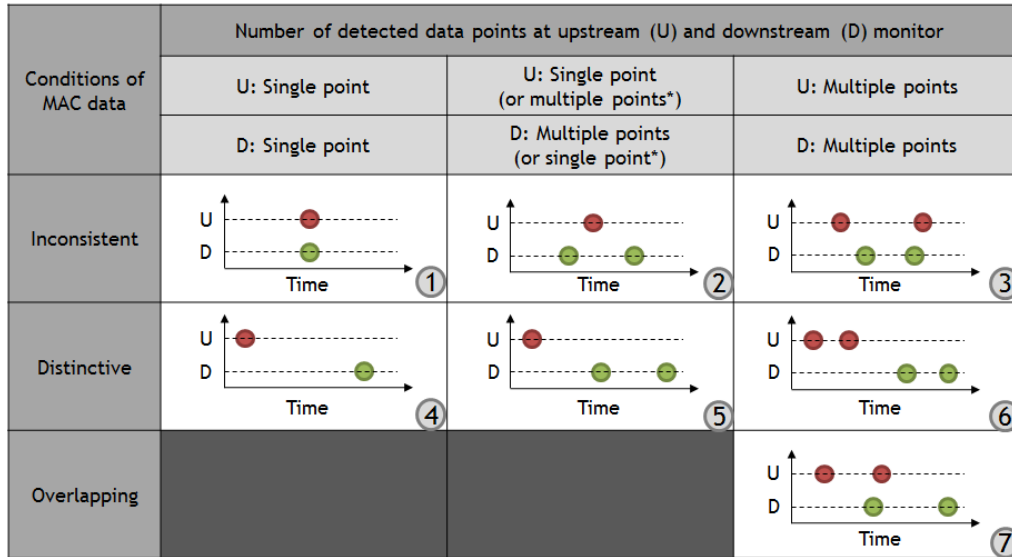 Number of detected data points at upstream (U) and downstream (D) monitor
Conditions of
MAC data
U: Single point
U: Single point
(or multiple points*)
U: Multiple points
D: Single point
D: Multiple points
(or single point*)
D: Multiple points
Inconsistent
U
D
Time
1
U
D
Time
2
U
D
Time
3
Distinctive
U
D
Time
4
U
D
Time
5
U
D
Time
6
Overlapping
U
D
Time
7